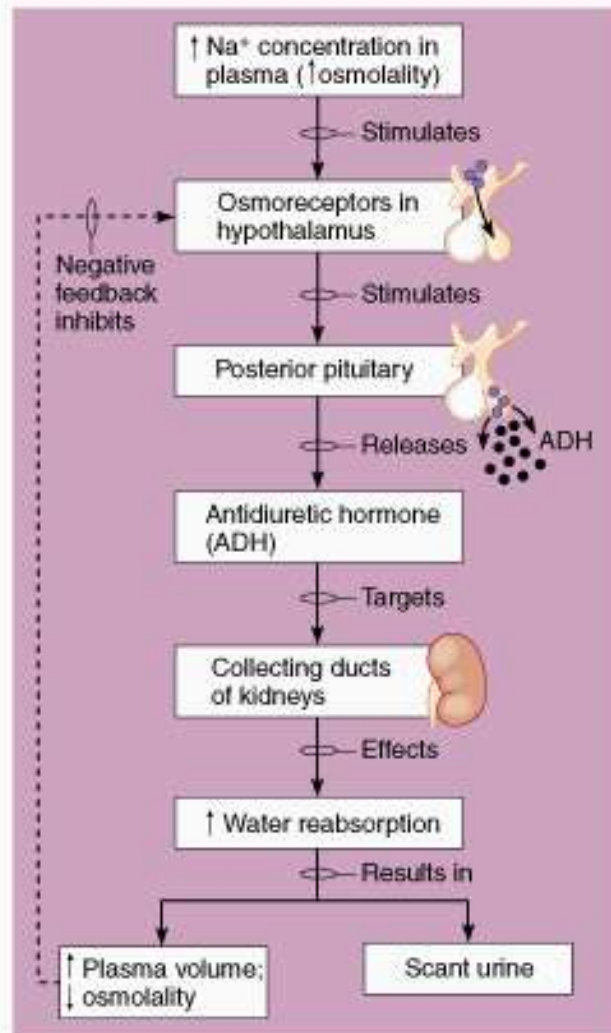 ↑ Na⁺ concentration in
plasma (↑osmolality)
Stimulates
Osmoreceptors in
hypothalamus
Negative
feedback
inhibits
Stimulates
Posterior pituitary
Releases
ADH
Antidiuretic hormone
(ADH)
Targets
Collecting ducts
of kidneys
Effects
↑ Water reabsorption
Results in
↑ Plasma volume;
↓ osmolality
Scant urine